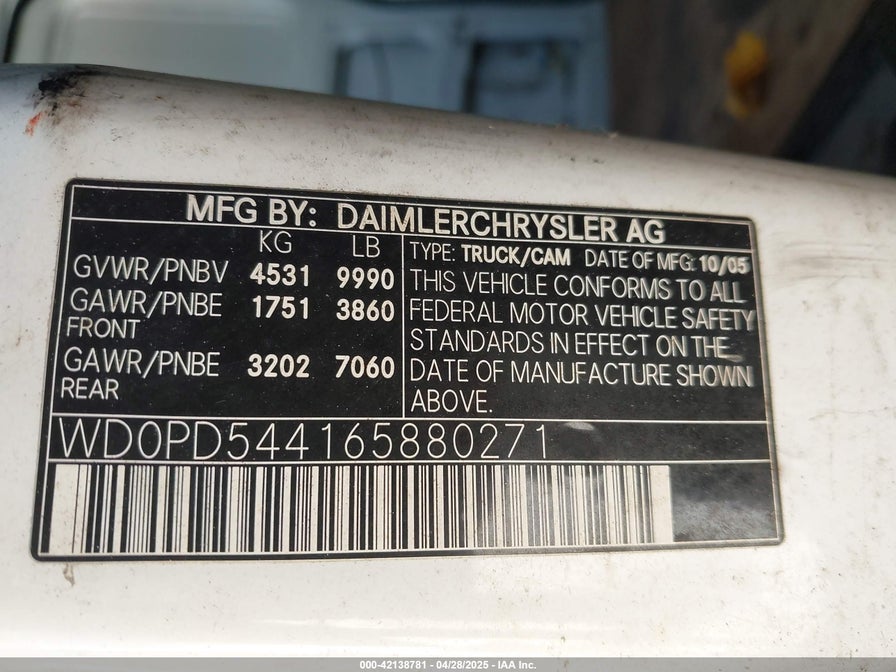 MFG BY: DAIMLERCHRYSLER AG
KG LB
GVWR/PNBV 4531 9990
GAWR/PNBE 1751 3860
FRONT
GAWR/PNBE 3202 7060
REAR
TYPE: TRUCK/CAM DATE OF MFG: 10/05
THIS VEHICLE CONFORMS TO ALL
FEDERAL MOTOR VEHICLE SAFETY
STANDARDS IN EFFECT ON THE
DATE OF MANUFACTURE SHOWN
ABOVE.
WD0PD544165880271
000-42138781 - 04/28/2025 - IAA Inc.